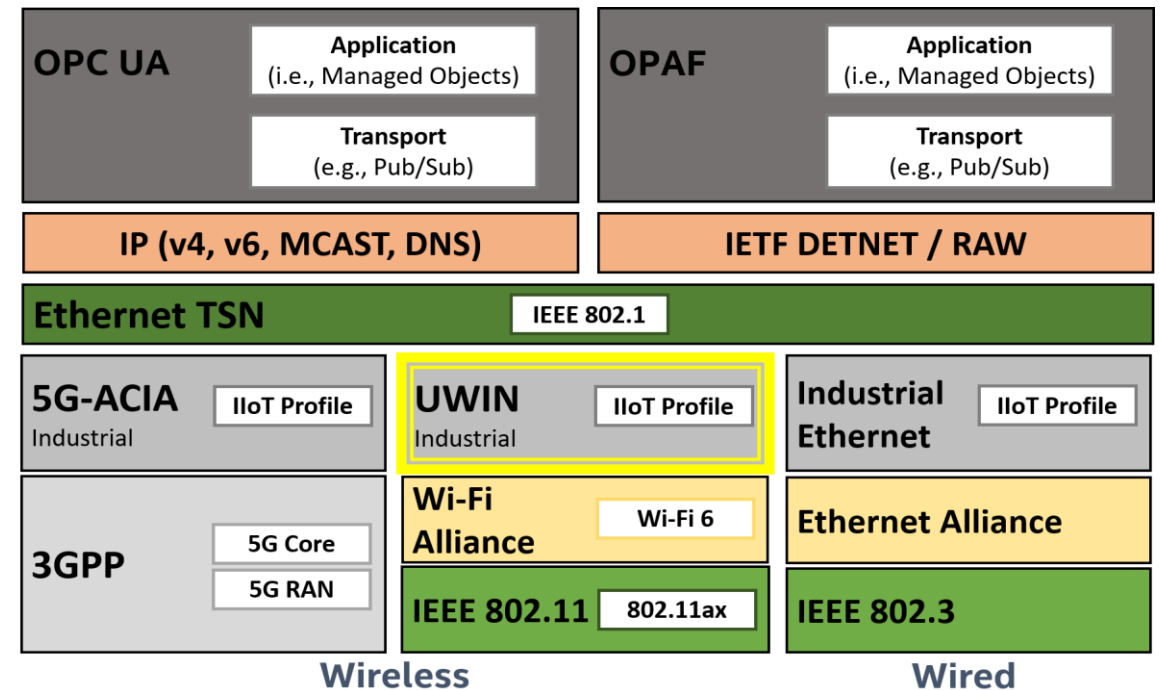 OPC UA
Application
(i.e., Managed Objects)
Transport
(e.g., Pub/Sub)
OPAF
Application
(i.e., Managed Objects)
Transport
(e.g., Pub/Sub)
IP (v4, v6, MCAST, DNS)
IETF DETNET / RAW
Ethernet TSN
IEEE 802.1
5G-ACIA
Industrial
IIoT Profile
UWIN
Industrial
IIoT Profile
Industrial
Ethernet
IIoT Profile
3GPP
5G Core
5G RAN
Wi-Fi
Alliance
Wi-Fi 6
Ethernet Alliance
IEEE 802.11
802.11ax
IEEE 802.3
Wireless
Wired